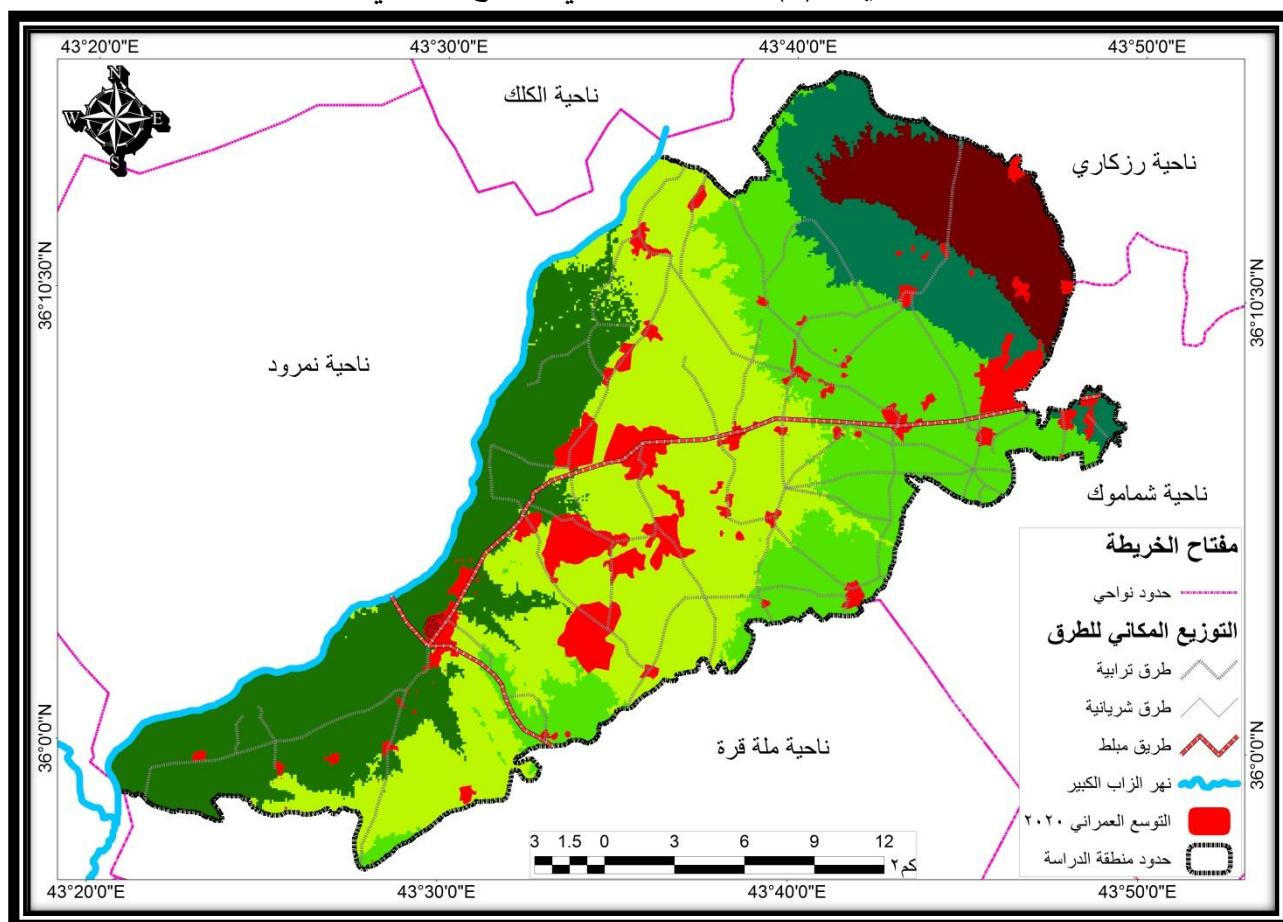 43°20'0"E
43°30'0"E
43°40'0"E
43°50'0"E
N
W
E
S
ناحية الكلك
ناحية رزكاري
36°10'30"N
36°10'30"N
ناحية نمرود
ناحية شماموك
مفتاح الخريطة
حدود نواحي
التوزيع المكاني للطرق
طرق ترابية
طرق شريانية
طريق مبلط
نهر الزاب الكبير
التوسع العمراني ٢٠٢٠
حدود منطقة الدراسة
ناحية ملة قرة
36°0'0"N
36°0'0"N
3 1.5 0 3 6 9 12
كم٢
43°20'0"E
43°30'0"E
43°40'0"E
43°50'0"E